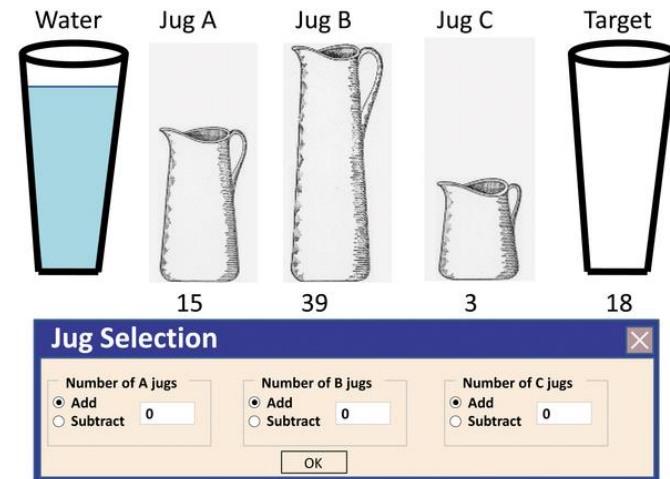 Water Jug A Jug B Jug C Target
15 39 3 18
Jug Selection
Number of A jugs Number of B jugs Number of C jugs
Add 0 Add 0 Add 0
Subtract Subtract Subtract
OK